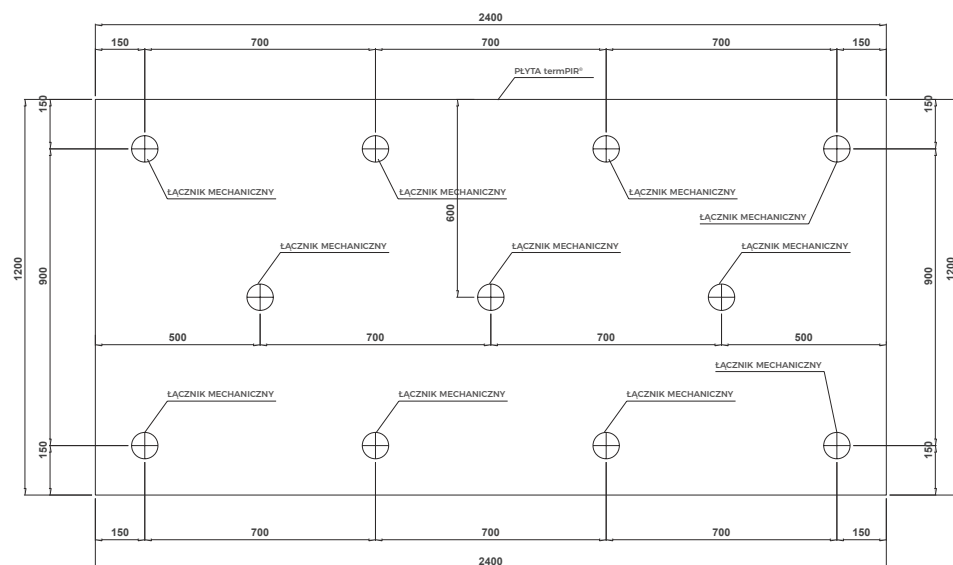 2400
150 700 700 700 150
PŁYTA termPIR®
150 150
ŁĄCZNIK MECHANICZNY ŁĄCZNIK MECHANICZNY ŁĄCZNIK MECHANICZNY
600
ŁĄCZNIK MECHANICZNY
ŁĄCZNIK MECHANICZNY ŁĄCZNIK MECHANICZNY ŁĄCZNIK MECHANICZNY
1200 900 900 1200
500 700 700 500
ŁĄCZNIK MECHANICZNY
ŁĄCZNIK MECHANICZNY ŁĄCZNIK MECHANICZNY ŁĄCZNIK MECHANICZNY
150 150
150 700 700 700 150
2400